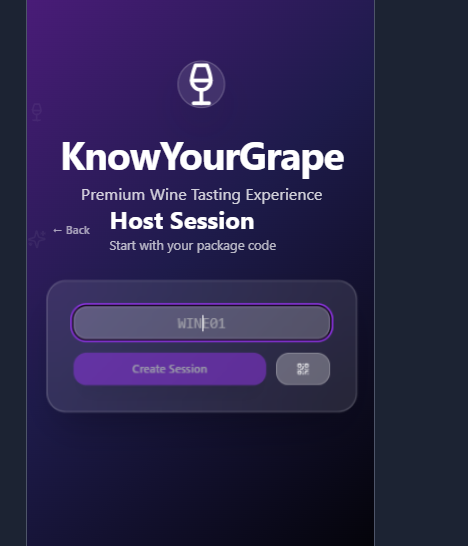 KnowYourGrape
Premium Wine Tasting Experience
← Back
Host Session
Start with your package code
WINE01
Create Session